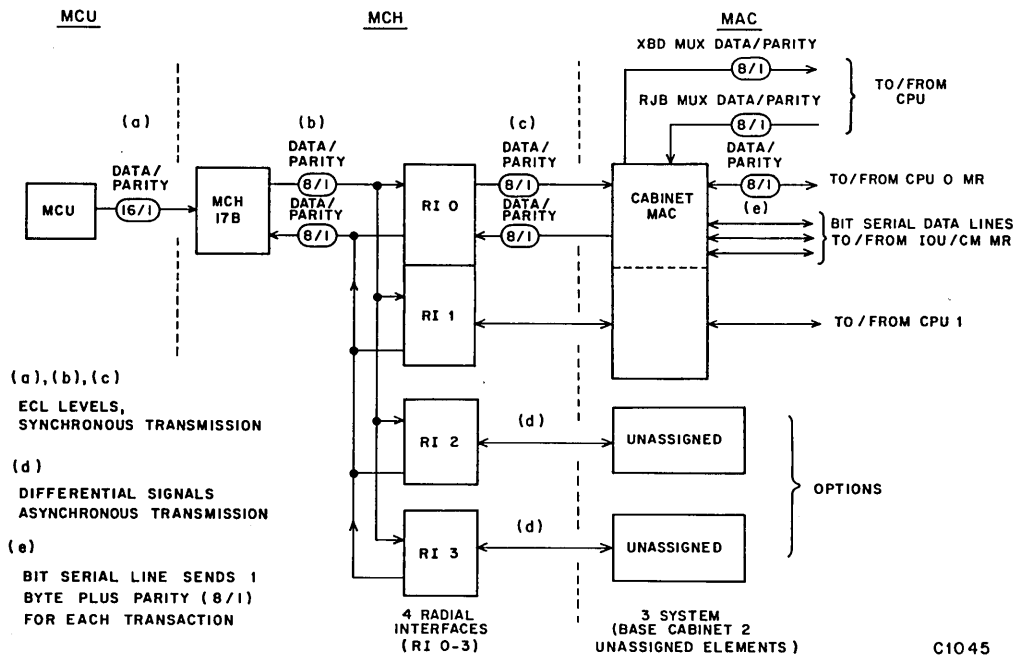 MCU
MCH
MAC
XBD MUX DATA/PARITY
8/1
TO/FROM
CPU
RJB MUX DATA/PARITY
8/1
(a)
(b)
(c)
DATA/
PARITY
16/1
DATA/
PARITY
8/1
DATA/
PARITY
8/1
DATA/
PARITY
8/1
DATA/
PARITY
8/1
DATA/
PARITY
8/1
(e)
MCU
MCH
17B
RI 0
CABINET
MAC
TO/FROM CPU 0 MR
BIT SERIAL DATA LINES
TO/FROM IOU/CM MR
RI 1
TO/FROM CPU 1
(a),(b),(c)
ECL LEVELS,
SYNCHRONOUS TRANSMISSION
RI 2
(d)
UNASSIGNED
(d)
DIFFERENTIAL SIGNALS
ASYNCHRONOUS TRANSMISSION
OPTIONS
RI 3
(d)
UNASSIGNED
(e)
BIT SERIAL LINE SENDS 1
BYTE PLUS PARITY (8/1)
FOR EACH TRANSACTION
4 RADIAL
INTERFACES
(RI 0-3)
3 SYSTEM
(BASE CABINET 2
UNASSIGNED ELEMENTS)
C1045